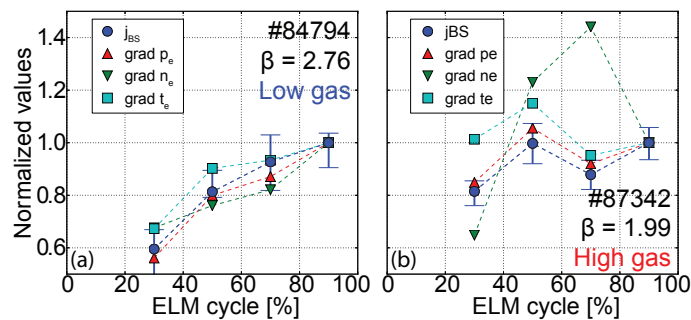 Normalized values
1.4
1.2
1.0
0.8
0.6
j_BS
grad p_e
grad n_e
grad t_e
#84794
β = 2.76
Low gas
(a)
0 20 40 60 80 100
ELM cycle [%]
jBS
grad pe
grad ne
grad te
#87342
β = 1.99
High gas
(b)
0 20 40 60 80 100
ELM cycle [%]